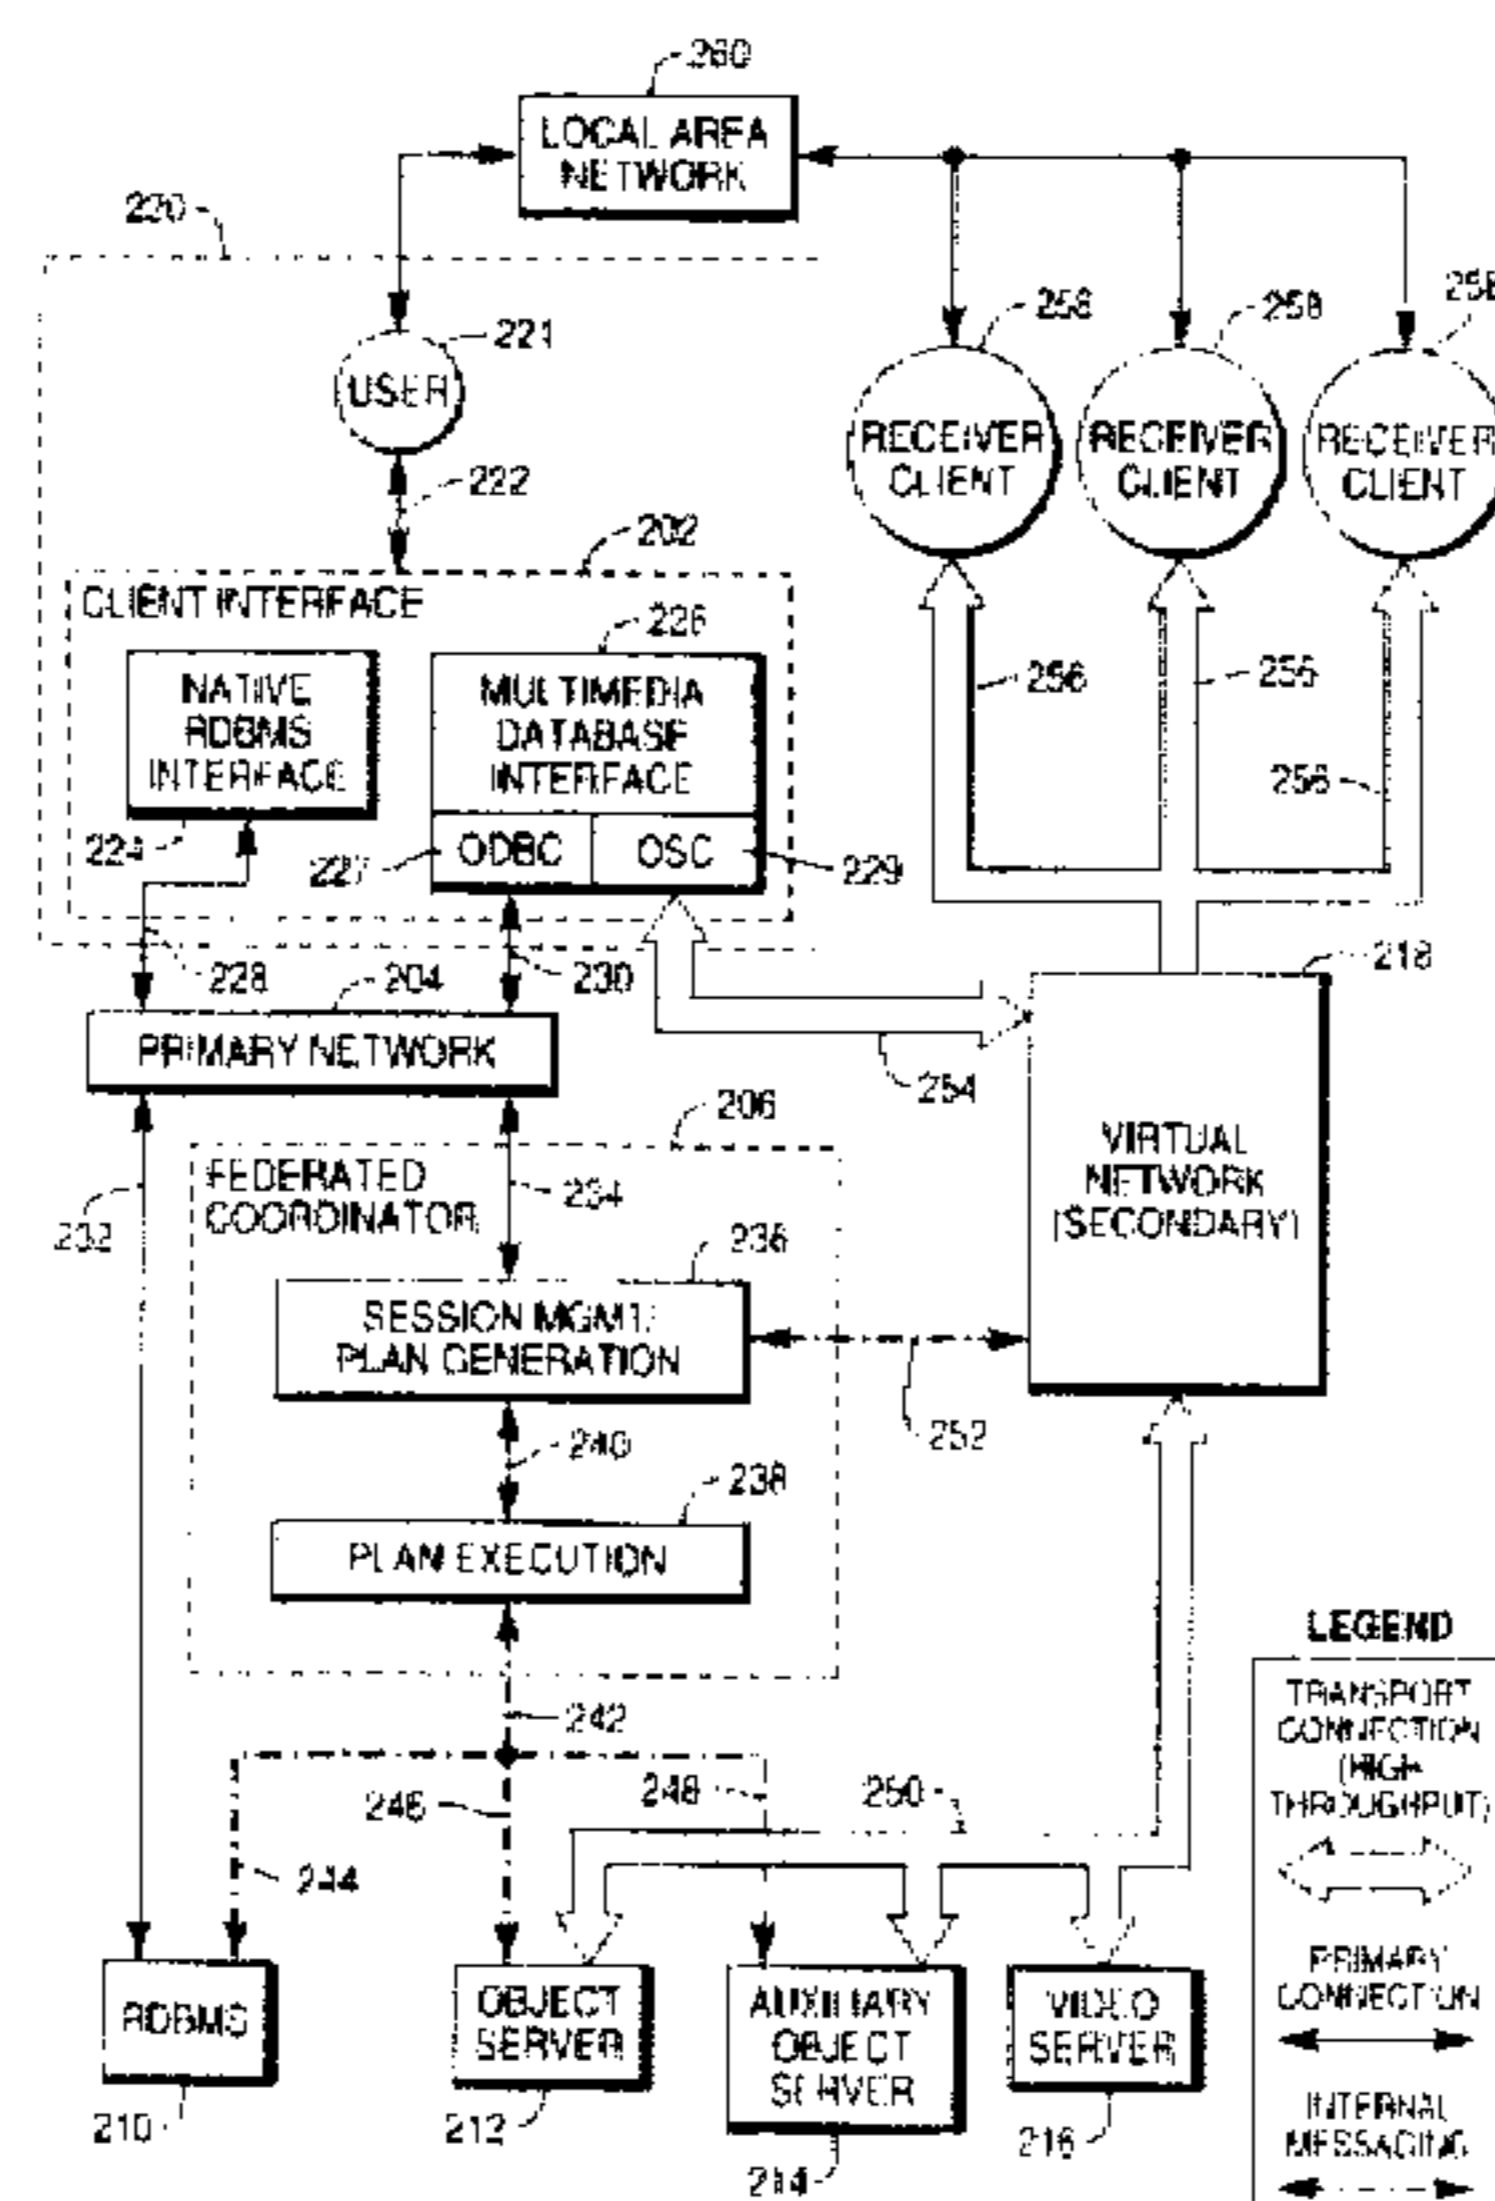 260
LOCAL AREA
NETWORK
220
221
USER
222
258
258
RECEIVER
CLIENT
RECEIVER
CLIENT
RECEIVER
CLIENT
202
CLIENT INTERFACE
226
NATIVE
RDBMS
INTERFACE
224
MULTIMEDIA
DATABASE
INTERFACE
227
ODBC
OSC
229
256
256
256
228
204
230
218
PRIMARY NETWORK
254
206
FEDERATED
COORDINATOR
232
234
236
SESSION MGMT/
PLAN GENERATION
VIRTUAL
NETWORK
(SECONDARY)
252
240
238
PLAN EXECUTION
242
246
248
250
244
RDBMS
210
OBJECT
SERVER
212
AUXILIARY
OBJECT
SERVER
214
VIDEO
SERVER
216
LEGEND
TRANSPORT
CONNECTION
(HIGH
THROUGHPUT)
PRIMARY
CONNECTION
INTERNAL
MESSAGING